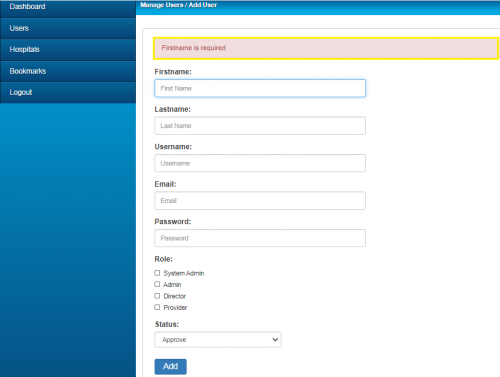 Dashboard
Users
Hospitals
Bookmarks
Logout
Manage Users / Add User
Firstname is required
Firstname:
First Name
Lastname:
Last Name
Username:
Username
Email:
Email
Password:
Password
Role:
System Admin
Admin
Director
Provider
Status:
Approve
Add